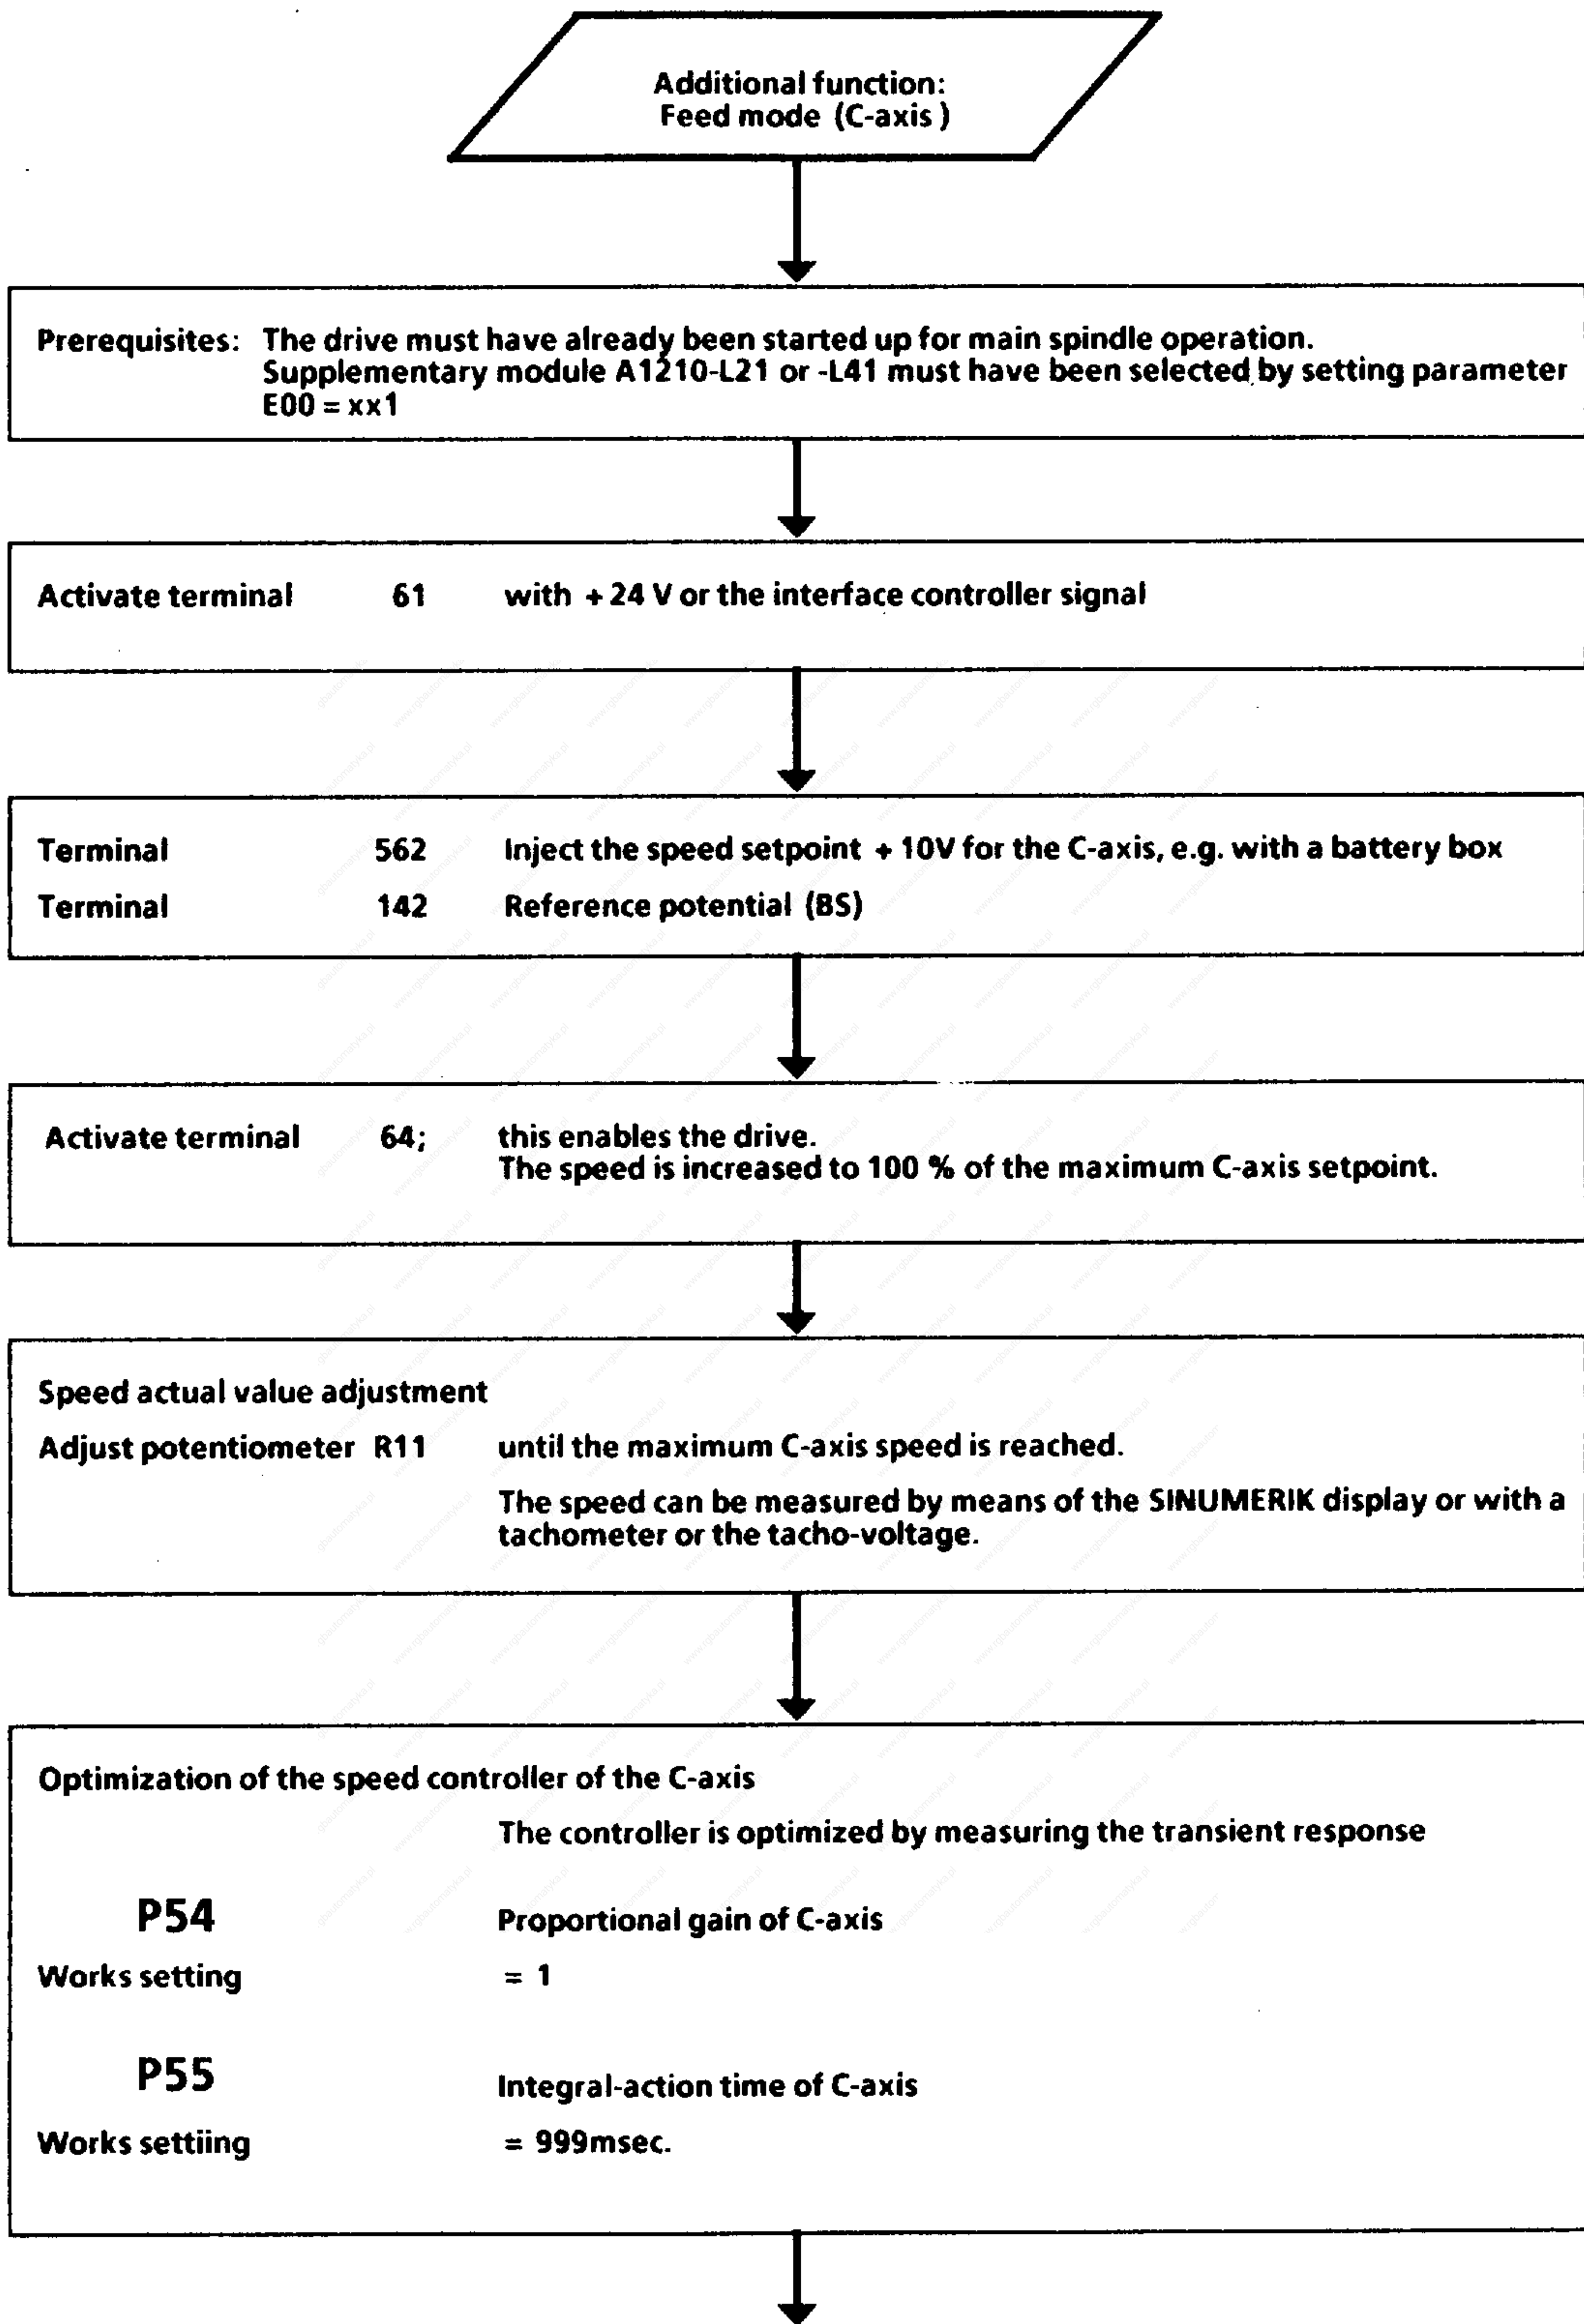 Additional function:
Feed mode (C-axis)
Prerequisites: The drive must have already been started up for main spindle operation.
Supplementary module A1210-L21 or -L41 must have been selected by setting parameter
E00 = xx1
Activate terminal 61 with + 24 V or the interface controller signal
Terminal 562 Inject the speed setpoint + 10V for the C-axis, e.g. with a battery box
Terminal 142 Reference potential (BS)
Activate terminal 64; this enables the drive.
The speed is increased to 100 % of the maximum C-axis setpoint.
Speed actual value adjustment
Adjust potentiometer R11 until the maximum C-axis speed is reached.
The speed can be measured by means of the SINUMERIK display or with a
tachometer or the tacho-voltage.
Optimization of the speed controller of the C-axis
The controller is optimized by measuring the transient response
P54 Proportional gain of C-axis
Works setting = 1
P55 Integral-action time of C-axis
Works settiing = 999msec.